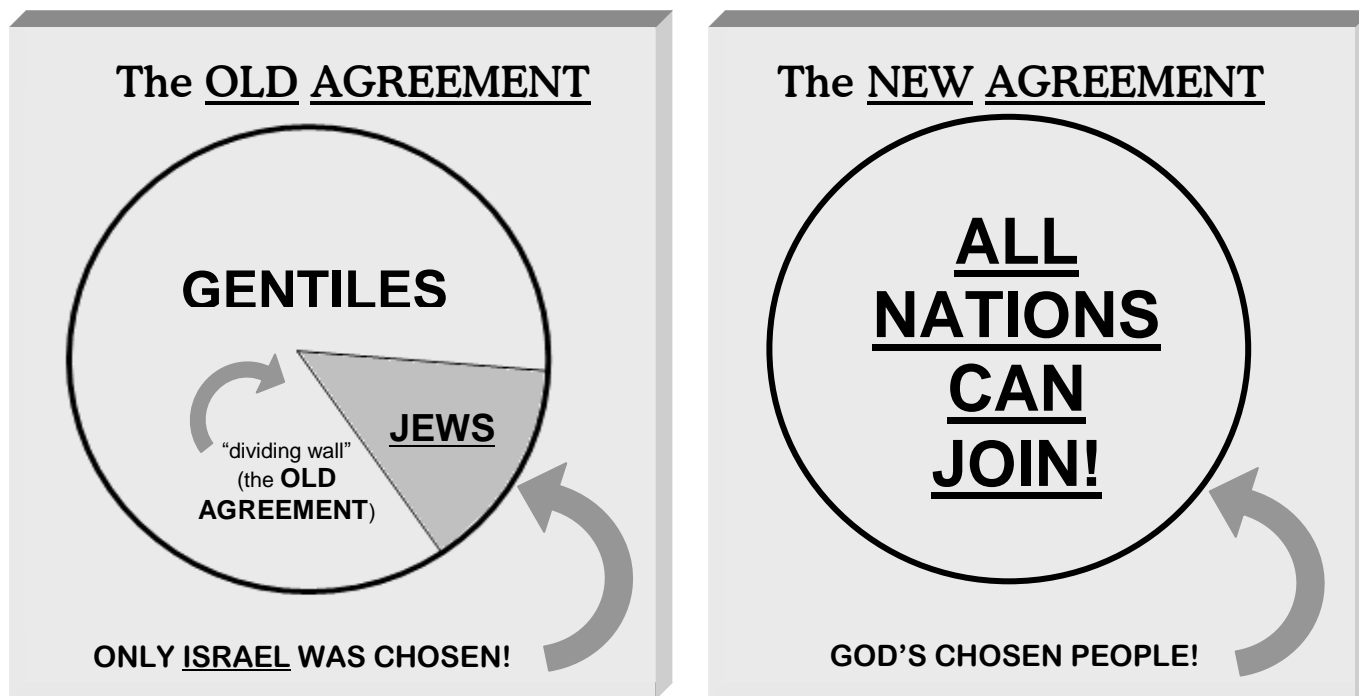 The OLD AGREEMENT
GENTILES
JEWS
“dividing wall”
(the OLD
AGREEMENT)
ONLY ISRAEL WAS CHOSEN!
The NEW AGREEMENT
ALL
NATIONS
CAN
JOIN!
GOD’S CHOSEN PEOPLE!